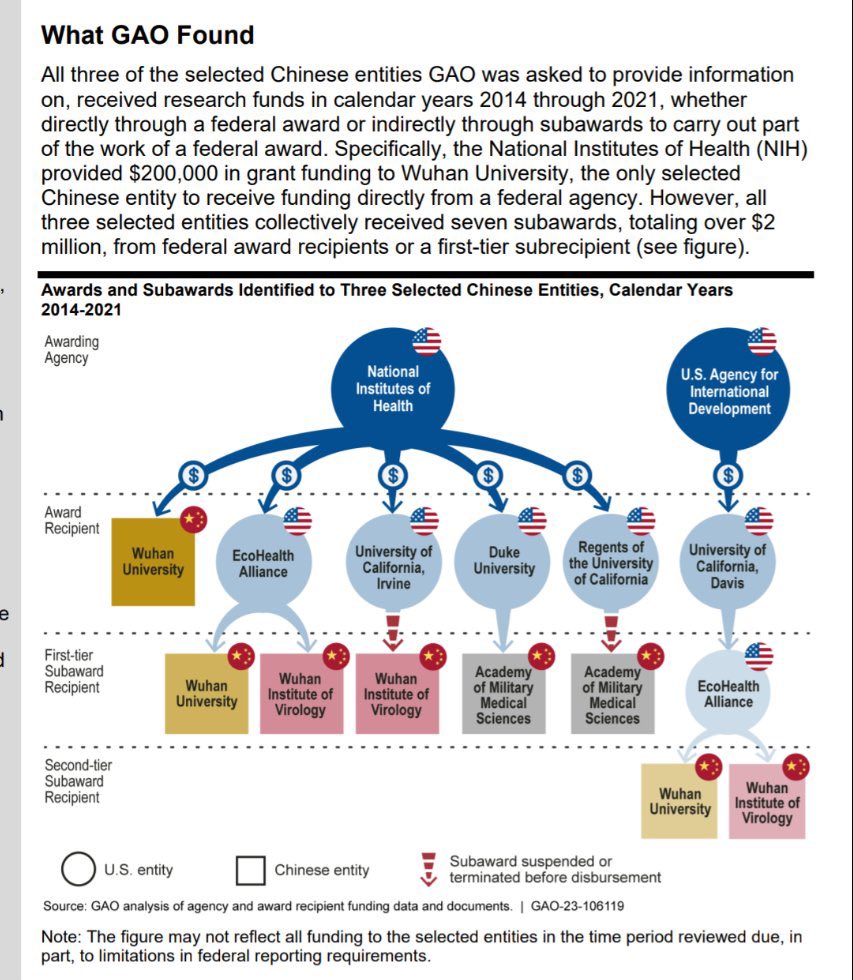 What GAO Found
All three of the selected Chinese entities GAO was asked to provide information
on, received research funds in calendar years 2014 through 2021, whether
directly through a federal award or indirectly through subawards to carry out part
of the work of a federal award. Specifically, the National Institutes of Health (NIH)
provided $200,000 in grant funding to Wuhan University, the only selected
Chinese entity to receive funding directly from a federal agency. However, all
three selected entities collectively received seven subawards, totaling over $2
million, from federal award recipients or a first-tier subrecipient (see figure).
Awards and Subawards Identified to Three Selected Chinese Entities, Calendar Years
2014-2021
Awarding
Agency
National
Institutes of
Health
U.S. Agency for
International
Development
$
$
$
$
$
$
Award
Recipient
Wuhan
University
EcoHealth
Alliance
University of
California,
Irvine
Duke
University
Regents of
the University
of California
University of
California,
Davis
First-tier
Subaward
Recipient
Wuhan
University
Wuhan
Institute of
Virology
Wuhan
Institute of
Virology
Academy
of Military
Medical
Sciences
Academy
of Military
Medical
Sciences
EcoHealth
Alliance
Second-tier
Subaward
Recipient
Wuhan
University
Wuhan
Institute of
Virology
U.S. entity
Chinese entity
Subaward suspended or
terminated before disbursement
Source: GAO analysis of agency and award recipient funding data and documents. | GAO-23-106119
Note: The figure may not reflect all funding to the selected entities in the time period reviewed due, in
part, to limitations in federal reporting requirements.